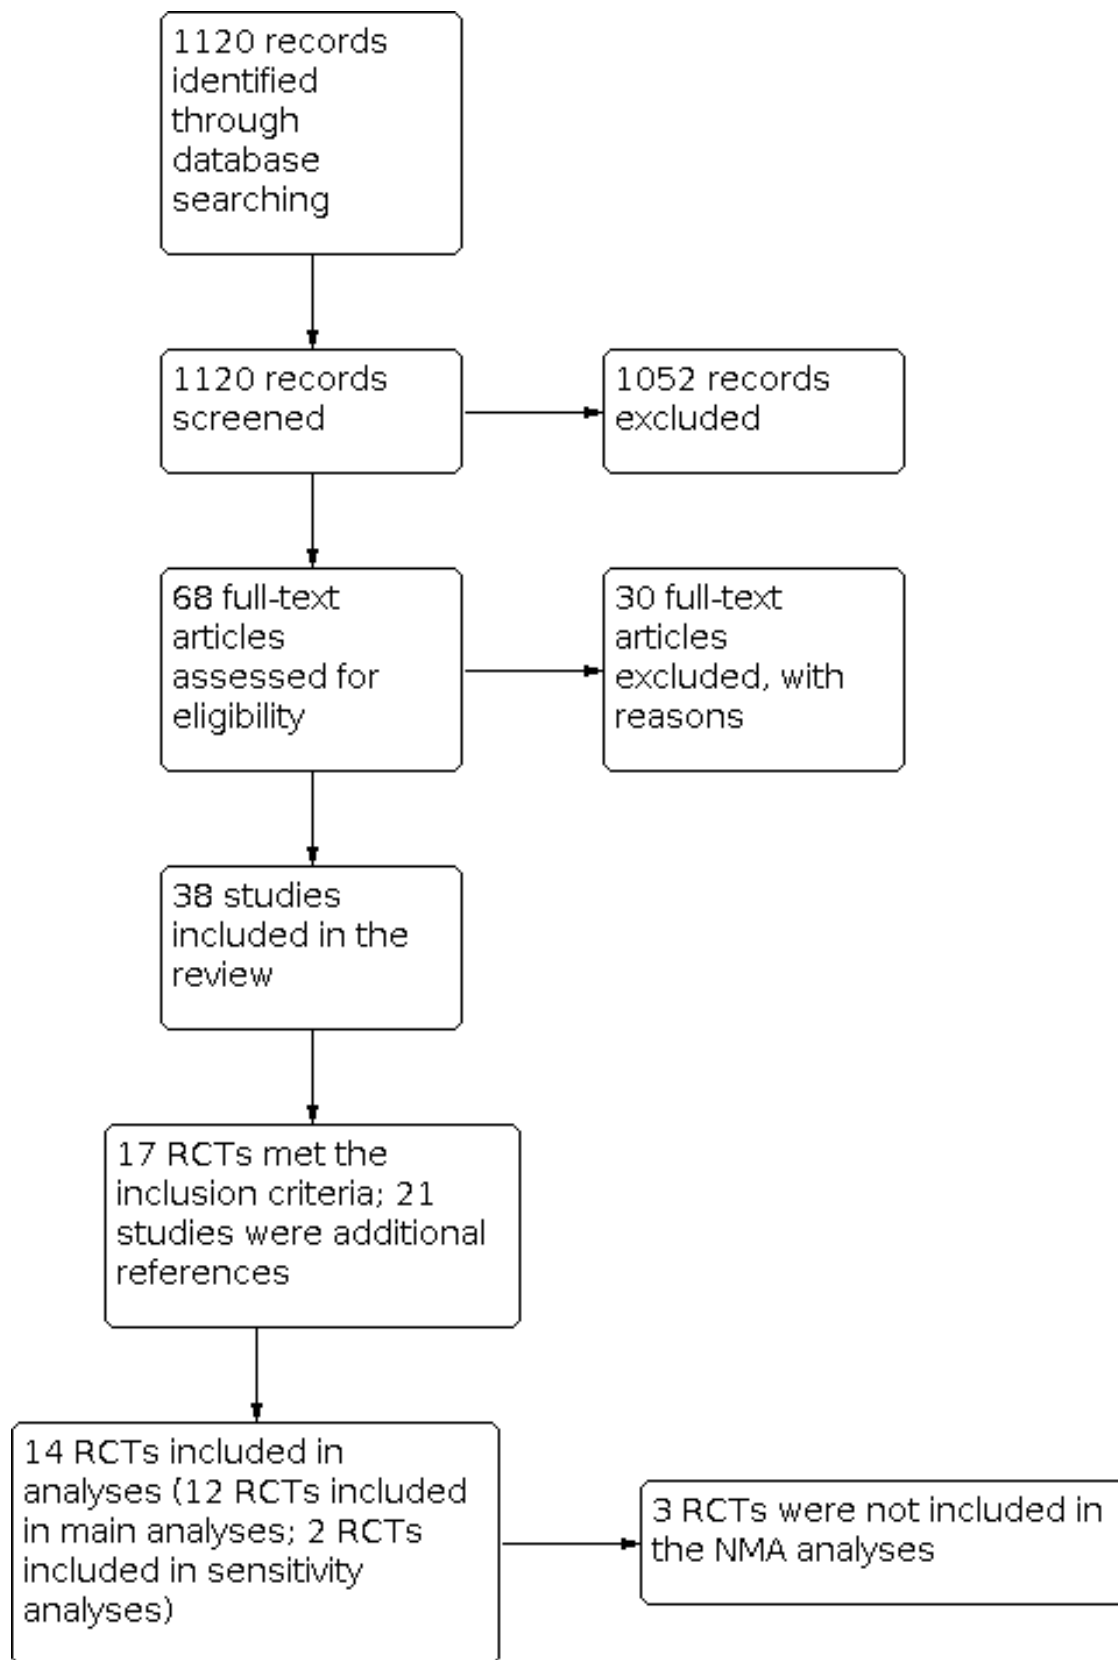 1120 records
identified
through
database
searching
1120 records
screened
1052 records
excluded
68 full-text
articles
assessed for
eligibility
30 full-text
articles
excluded, with
reasons
38 studies
included in the
review
17 RCTs met the
inclusion criteria; 21
studies were additional
references
14 RCTs included in
analyses (12 RCTs included
in main analyses; 2 RCTs
included in sensitivity
analyses)
3 RCTs were not included in
the NMA analyses